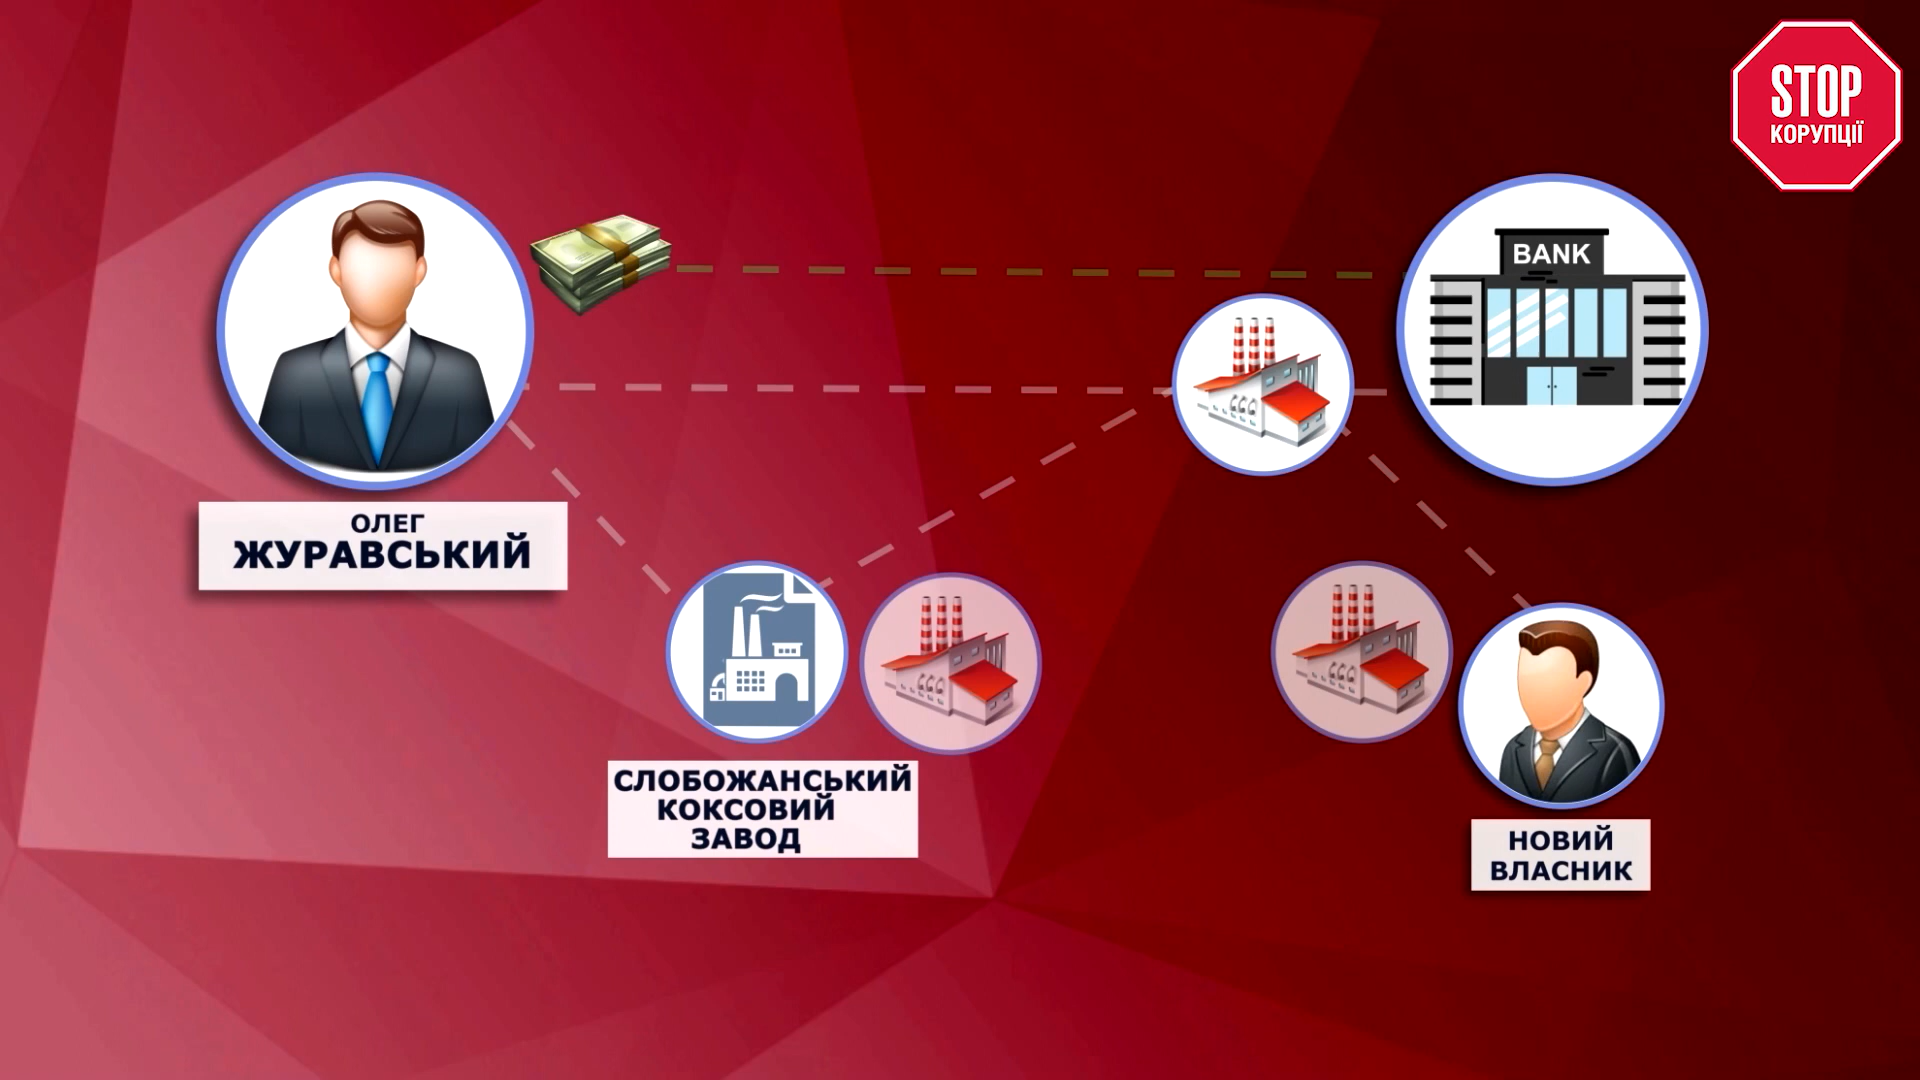 STOP
КОРУПЦІЇ
BANK
ОЛЕГ
ЖУРАВСЬКИЙ
СЛОБОЖАНСЬКИЙ
КОКСОВИЙ
ЗАВОД
НОВИЙ
ВЛАСНИК